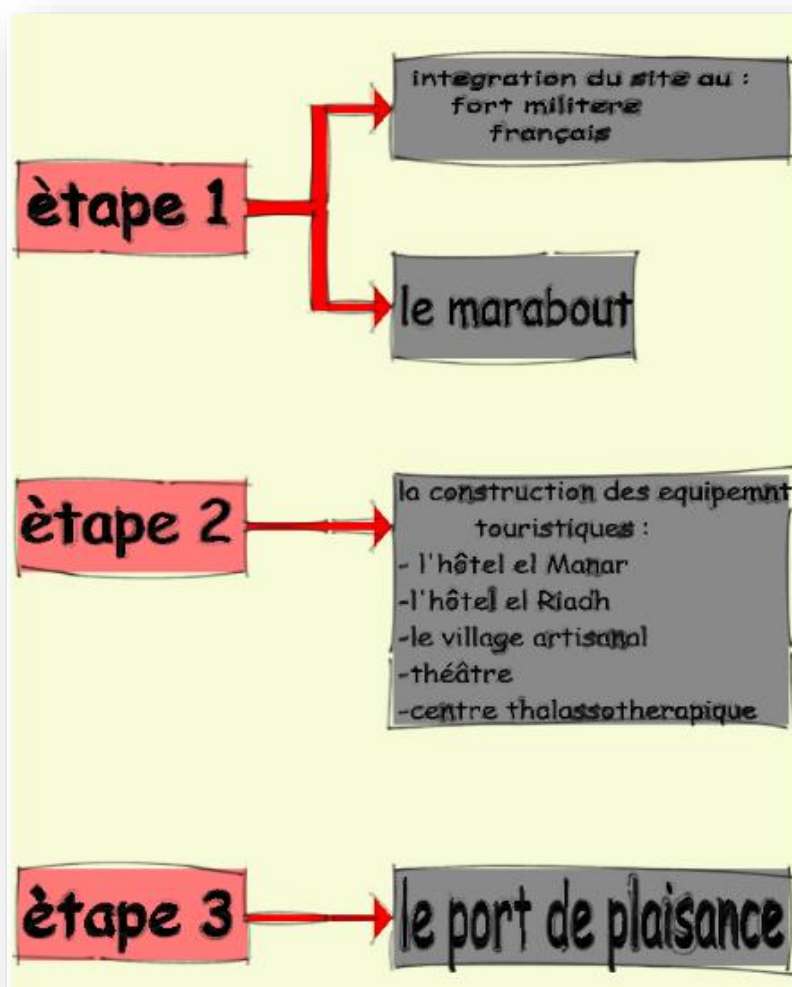 ètape 1
integration du site au :
fort militere
français
le marabout
ètape 2
la construction des equipemnt
touristiques :
- l'hôtel el Manar
-l'hôtel el Riadh
-le village artisanal
-théâtre
-centre thalassotherapique
ètape 3
le port de plaisance